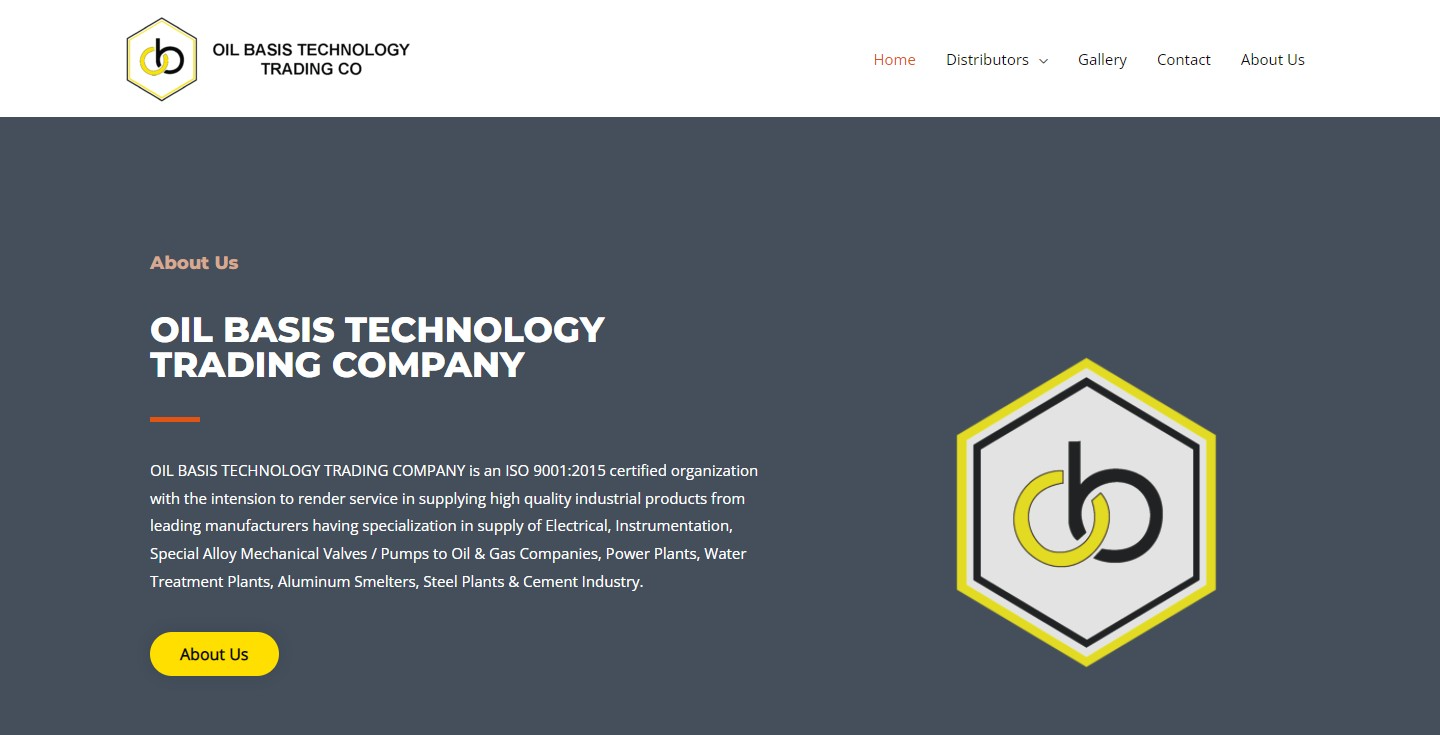 OIL BASIS TECHNOLOGY
TRADING CO
Home Distributors Gallery Contact About Us
About Us
OIL BASIS TECHNOLOGY
TRADING COMPANY
OIL BASIS TECHNOLOGY TRADING COMPANY is an ISO 9001:2015 certified organization
with the intension to render service in supplying high quality industrial products from
leading manufacturers having specialization in supply of Electrical, Instrumentation,
Special Alloy Mechanical Valves / Pumps to Oil & Gas Companies, Power Plants, Water
Treatment Plants, Aluminum Smelters, Steel Plants & Cement Industry.
About Us